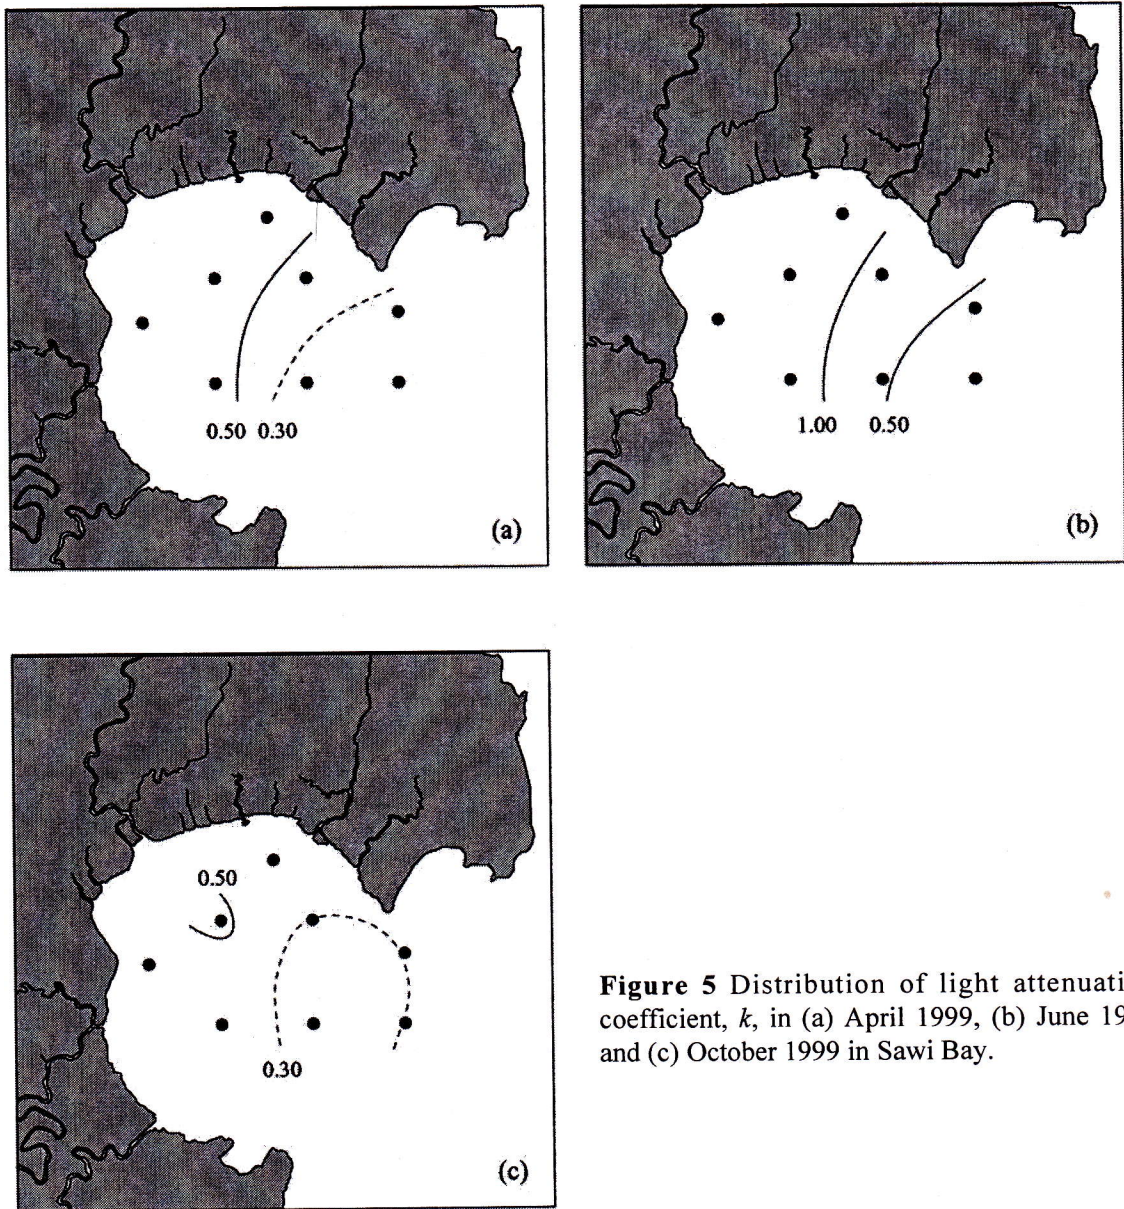 0.50 0.30
(a)
1.00 0.50
(b)
0.50
0.30
(c)
Figure 5 Distribution of light attenuati
coefficient, k, in (a) April 1999, (b) June 19
and (c) October 1999 in Sawi Bay.